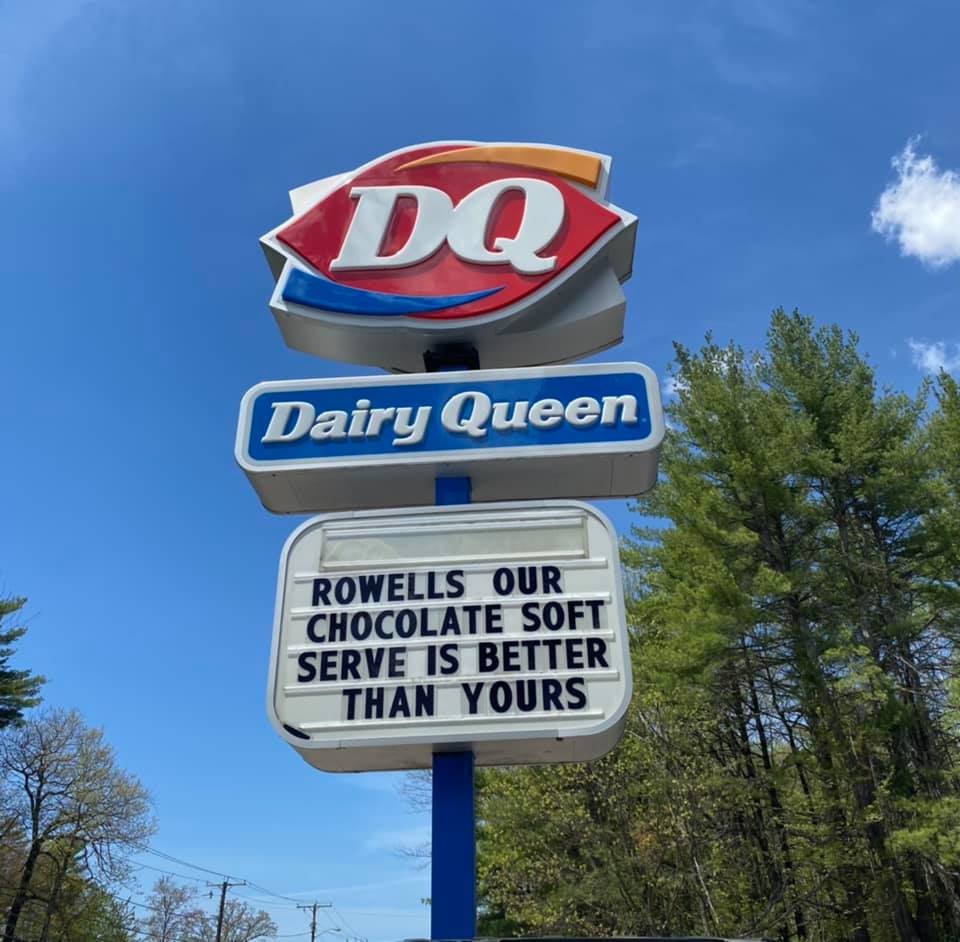 DQ
Dairy Queen
ROWELLS OUR
CHOCOLATE SOFT
SERVE IS BETTER
THAN YOURS